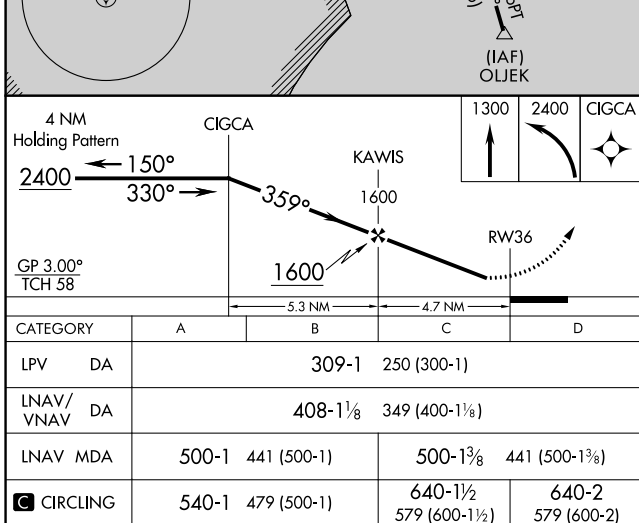 OPT
(IAF)
OLJEK
4 NM
Holding Pattern
CIGCA
1300 2400 CIGCA
150°
2400
330°
359°
KAWIS
1600
RW36
GP 3.00°
TCH 58
1600
5.3 NM 4.7 NM
CATEGORY A B C D
LPV DA 309-1 250 (300-1)
LNAV/VNAV DA 408-1⅛ 349 (400-1⅛)
LNAV MDA 500-1 441 (500-1) 500-1⅜ 441 (500-1⅜)
C CIRCLING 540-1 479 (500-1) 640-1½ 579 (600-1½) 640-2 579 (600-2)